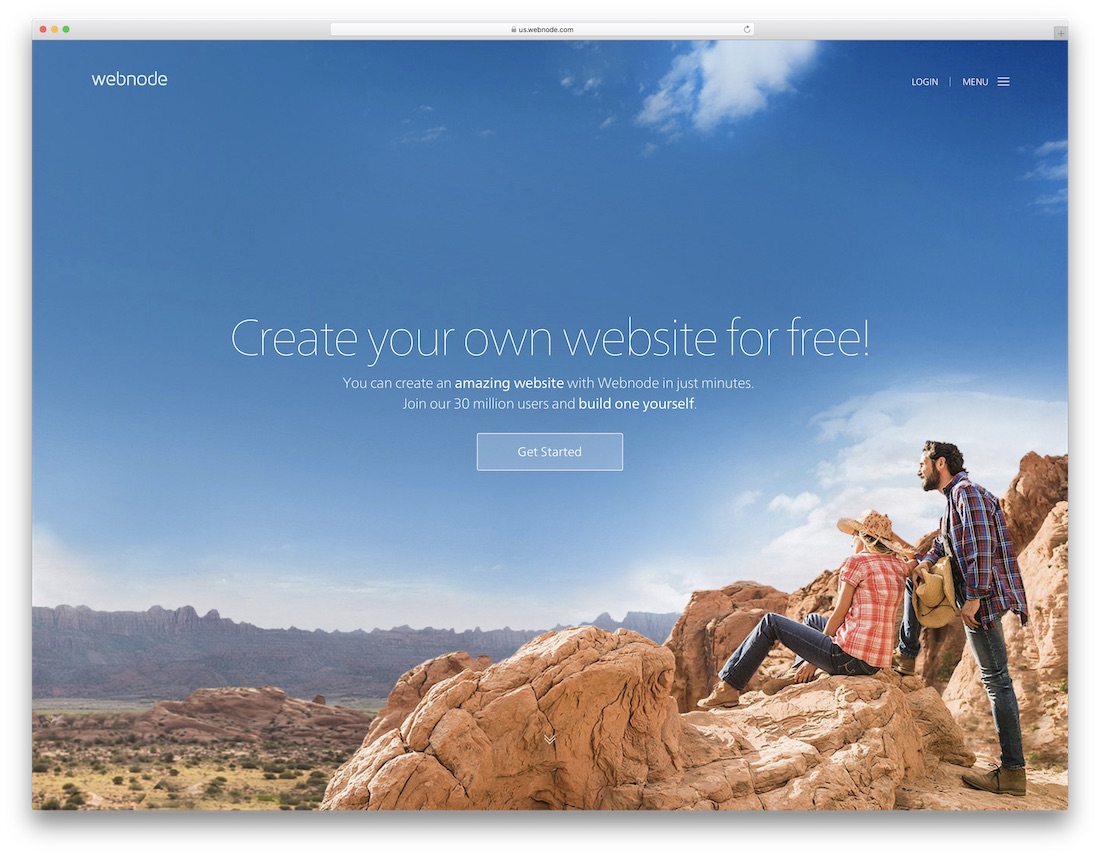 us.webnode.com
webnode
LOGIN | MENU
Create your own website for free!
You can create an amazing website with Webnode in just minutes.
Join our 30 million users and build one yourself.
Get Started